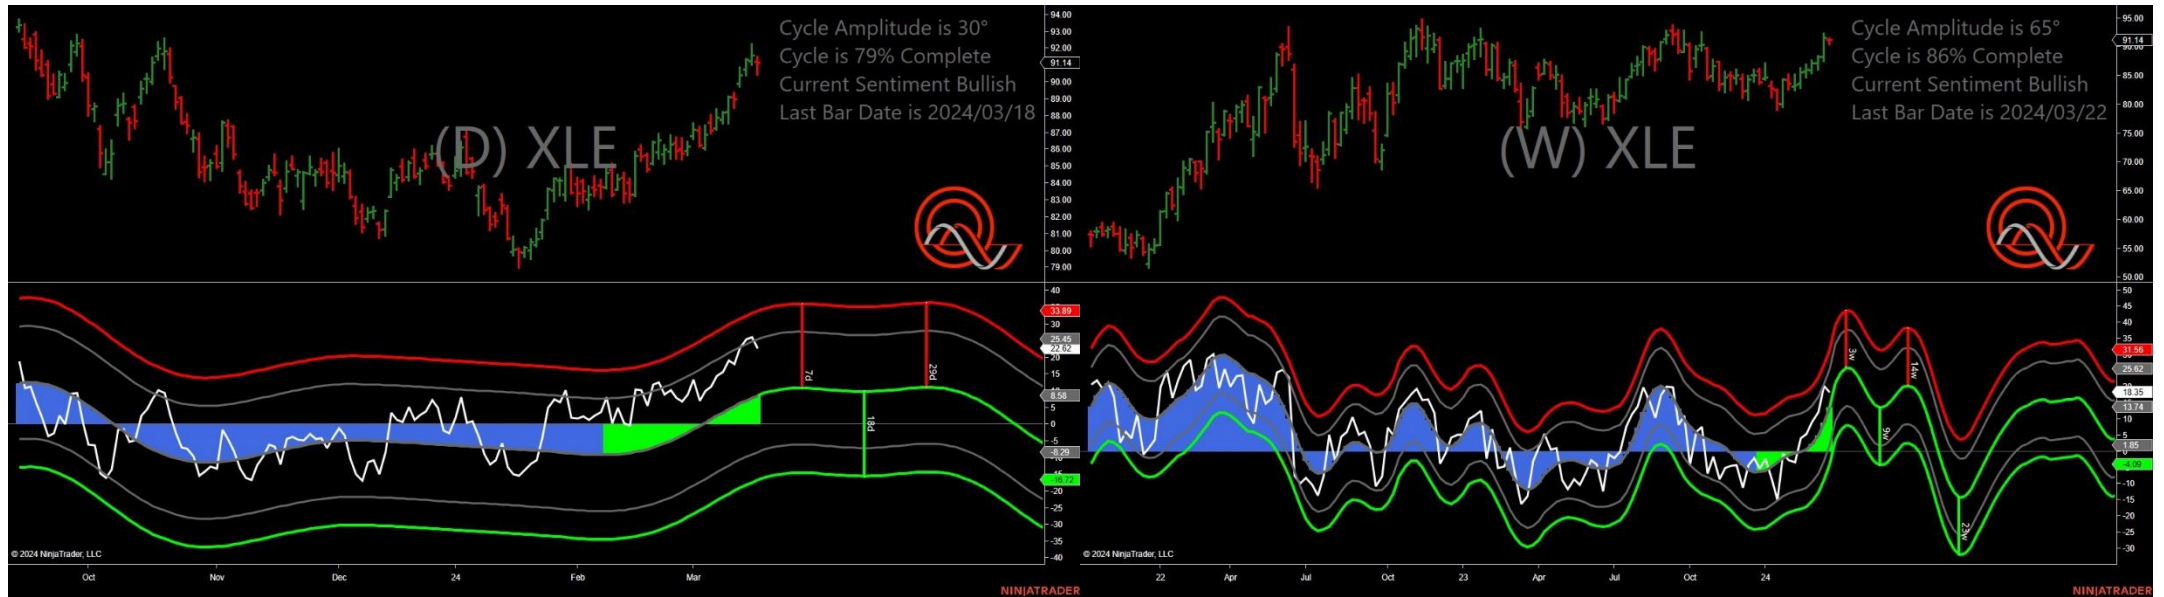 Cycle Amplitude is 30°
Cycle is 79% Complete
Current Sentiment Bullish
Last Bar Date is 2024/03/18
(D) XLE
94.00
93.00
92.00
91.14
90.00
89.00
88.00
87.00
86.00
85.00
84.00
83.00
82.00
81.00
80.00
79.00
40
33.89
30
25.45
22.62
20
15
10
8.58
5
0
-5
-8.29
-10
-16.72
-20
-25
-30
-35
-40
7d
18d
29d
© 2024 NinjaTrader, LLC
Oct
Nov
Dec
24
Feb
Mar
NINJATRADER
Cycle Amplitude is 65°
Cycle is 86% Complete
Current Sentiment Bullish
Last Bar Date is 2024/03/22
(W) XLE
95.00
91.14
90.00
85.00
80.00
75.00
70.00
65.00
60.00
55.00
50.00
50
45
40
35
31.56
25.62
20
18.35
13.74
10
5
1.85
-4.09
-10
-15
-20
-25
-30
3w
9w
14w
23w
© 2024 NinjaTrader, LLC
22
Apr
Jul
Oct
23
Apr
Jul
Oct
24
NINJATRADER